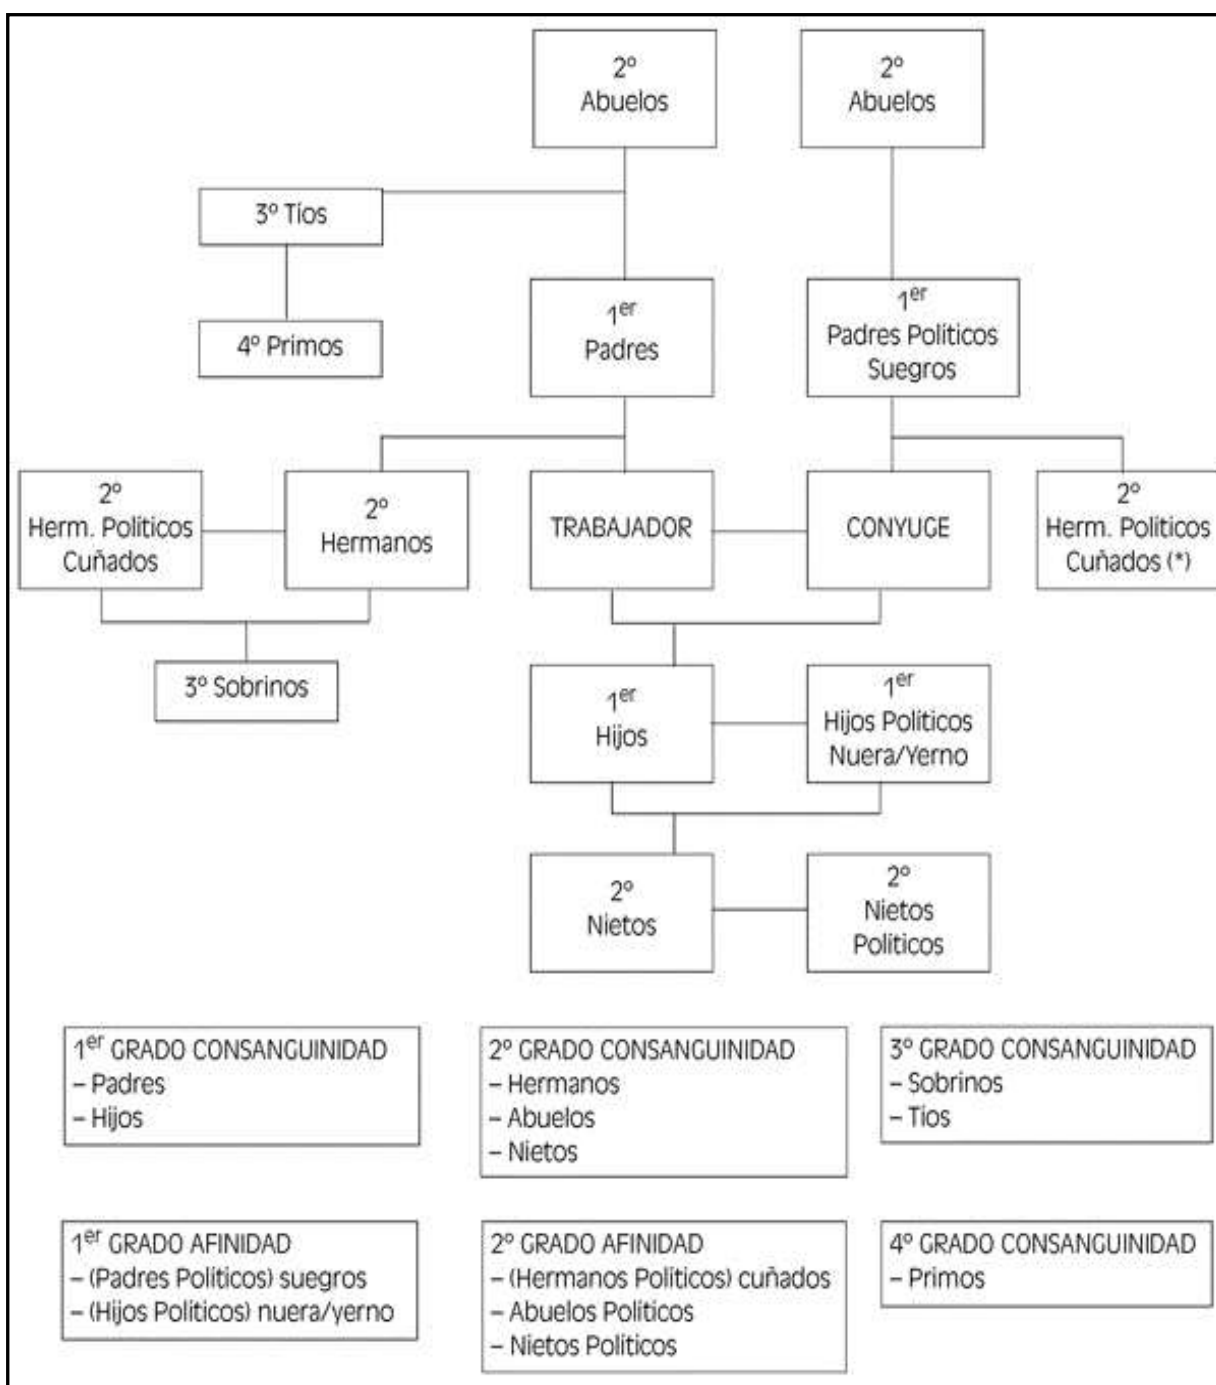 2º
Abuelos
2º
Abuelos
3º Tíos
4º Primos
1er
Padres
1er
Padres Políticos
Suegros
2º
Herm. Políticos
Cuñados
2º
Hermanos
TRABAJADOR
CONYUGE
2º
Herm. Políticos
Cuñados (*)
3º Sobrinos
1er
Hijos
1er
Hijos Políticos
Nuera/Yerno
2º
Nietos
2º
Nietos
Políticos
1er GRADO CONSANGUINIDAD
– Padres
– Hijos
2º GRADO CONSANGUINIDAD
– Hermanos
– Abuelos
– Nietos
3º GRADO CONSANGUINIDAD
– Sobrinos
– Tíos
1er GRADO AFINIDAD
– (Padres Políticos) suegros
– (Hijos Políticos) nuera/yerno
2º GRADO AFINIDAD
– (Hermanos Políticos) cuñados
– Abuelos Políticos
– Nietos Políticos
4º GRADO CONSANGUINIDAD
– Primos